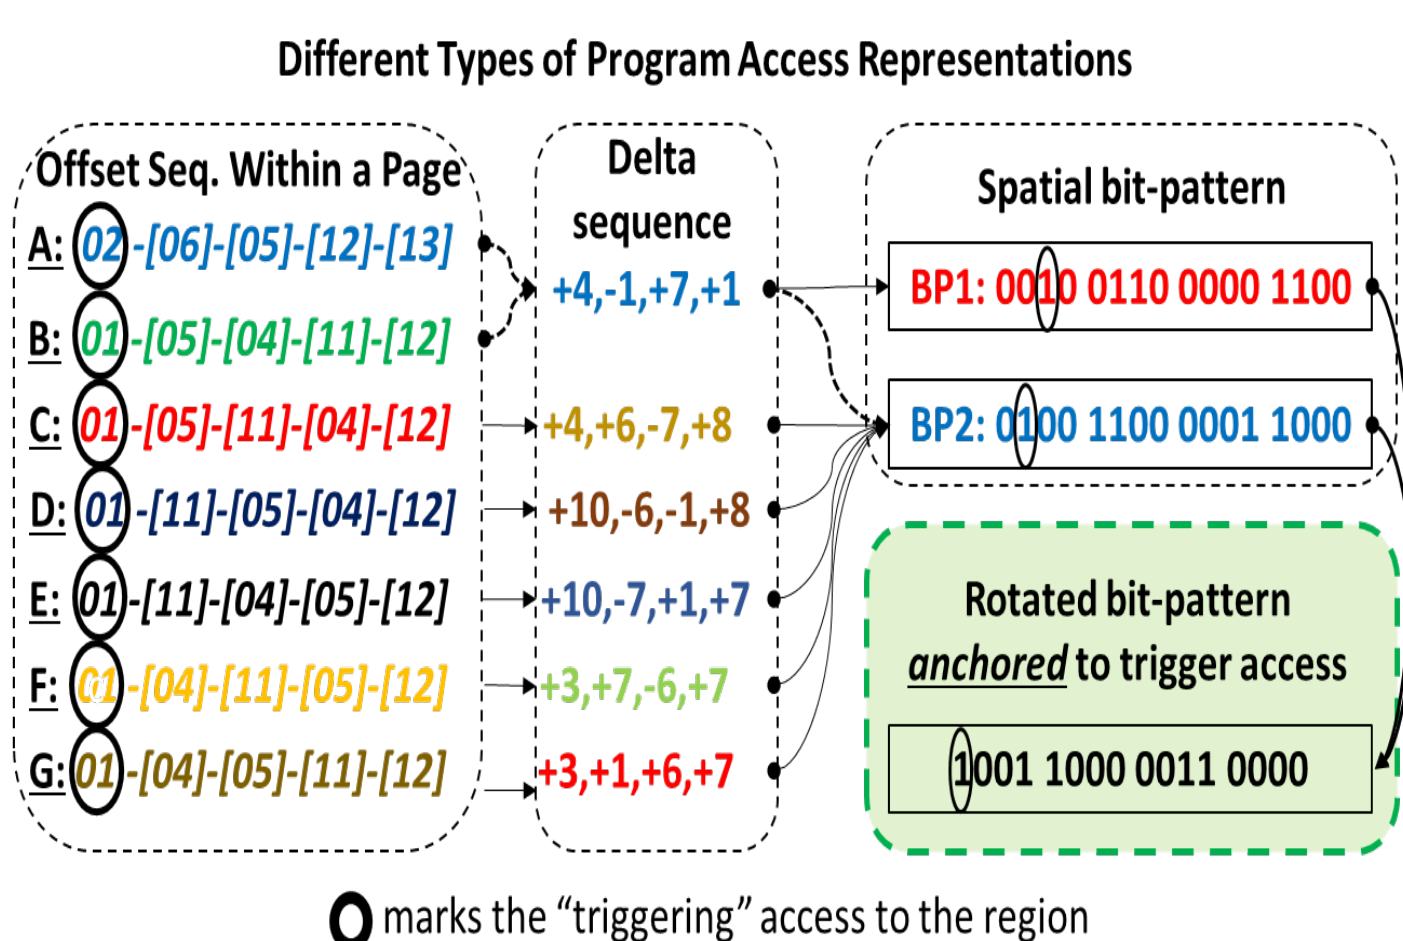 Different Types of Program Access Representations
Offset Seq. Within a Page
A: 02 -[06]-[05]-[12]-[13]
B: 01 -[05]-[04]-[11]-[12]
C: 01 -[05]-[11]-[04]-[12]
D: 01 -[11]-[05]-[04]-[12]
E: 01 -[11]-[04]-[05]-[12]
F: 01 -[04]-[11]-[05]-[12]
G: 01 -[04]-[05]-[11]-[12]
Delta
sequence
+4,-1,+7,+1
+4,+6,-7,+8
+10,-6,-1,+8
+10,-7,+1,+7
+3,+7,-6,+7
+3,+1,+6,+7
Spatial bit-pattern
BP1: 0010 0110 0000 1100
BP2: 0100 1100 0001 1000
Rotated bit-pattern
anchored to trigger access
1001 1000 0011 0000
marks the “triggering” access to the region